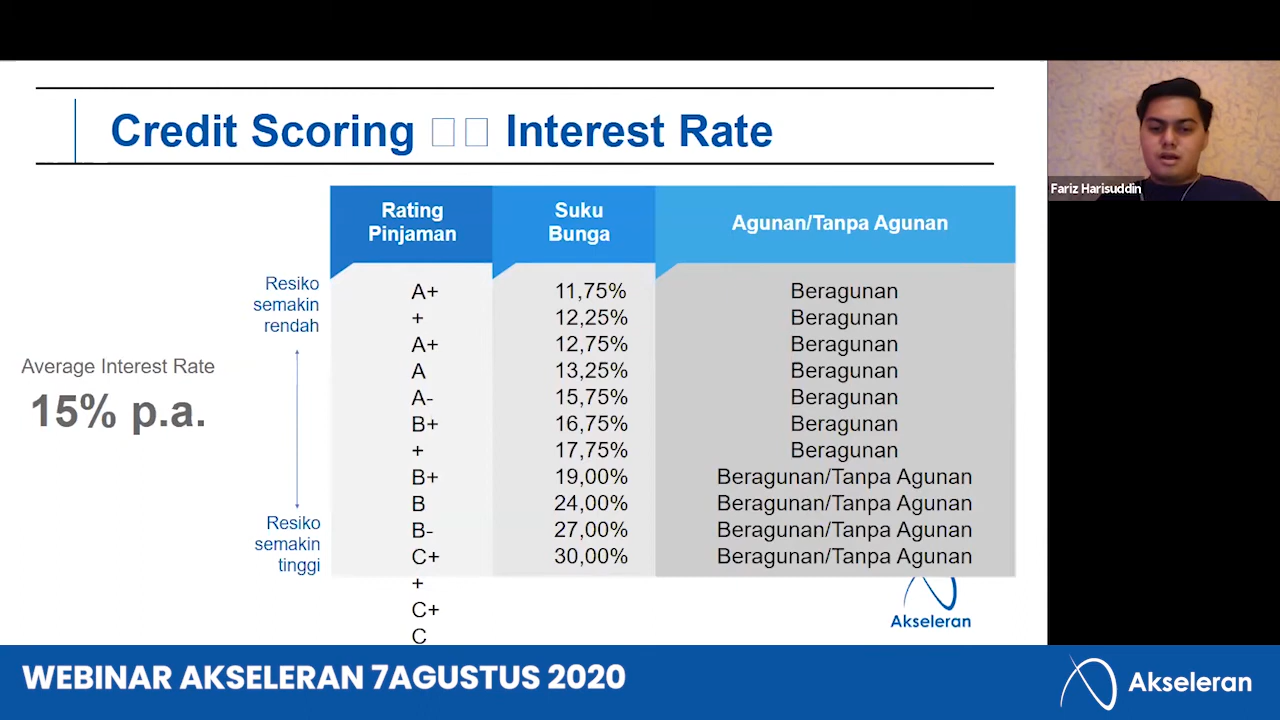 Credit Scoring □□ Interest Rate
Fariz Harisuddin
Rating Pinjaman
Suku Bunga
Agunan/Tanpa Agunan
Resiko
semakin
rendah
Average Interest Rate
15% p.a.
Resiko
semakin
tinggi
A+ 11,75% Beragunan
+ 12,25% Beragunan
A+ 12,75% Beragunan
A 13,25% Beragunan
A- 15,75% Beragunan
B+ 16,75% Beragunan
+ 17,75% Beragunan
B+ 19,00% Beragunan/Tanpa Agunan
B 24,00% Beragunan/Tanpa Agunan
B- 27,00% Beragunan/Tanpa Agunan
C+ 30,00% Beragunan/Tanpa Agunan
+
C+
C
Akseleran
WEBINAR AKSELERAN 7AGUSTUS 2020
Akseleran